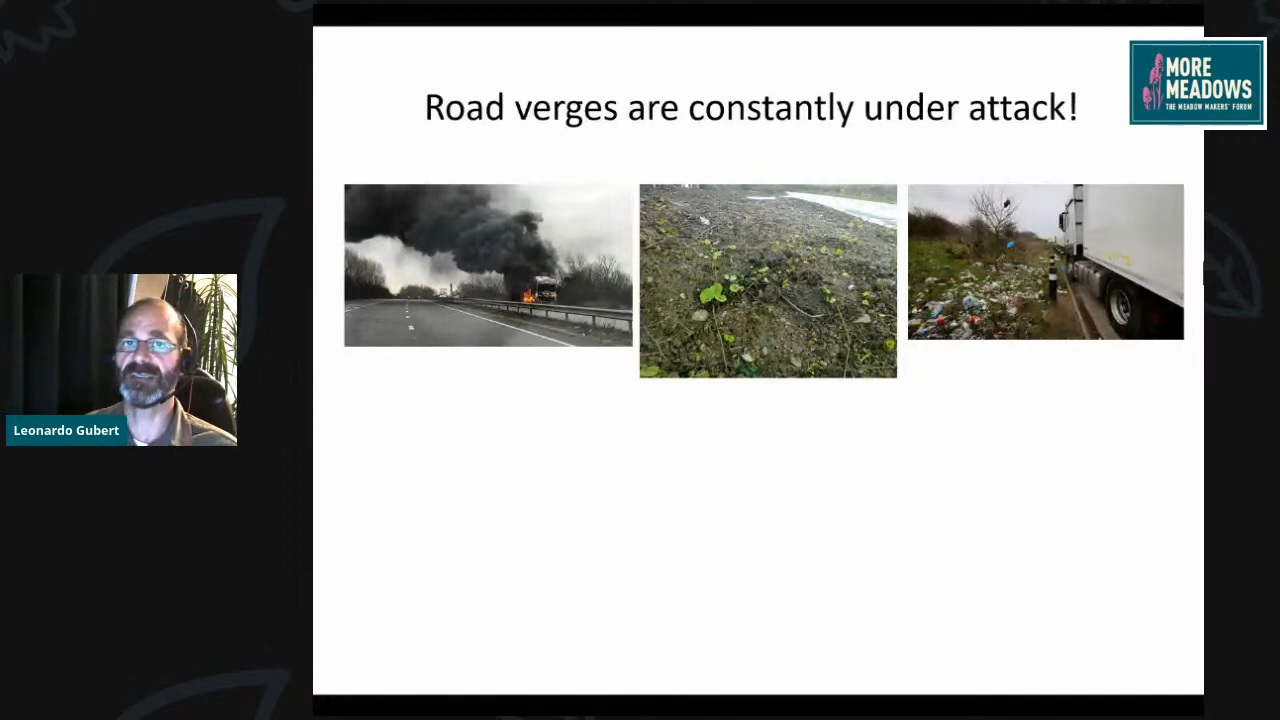 Road verges are constantly under attack!
MORE
MEADOWS
THE MEADOW MAKERS' FORUM
Leonardo Gubert